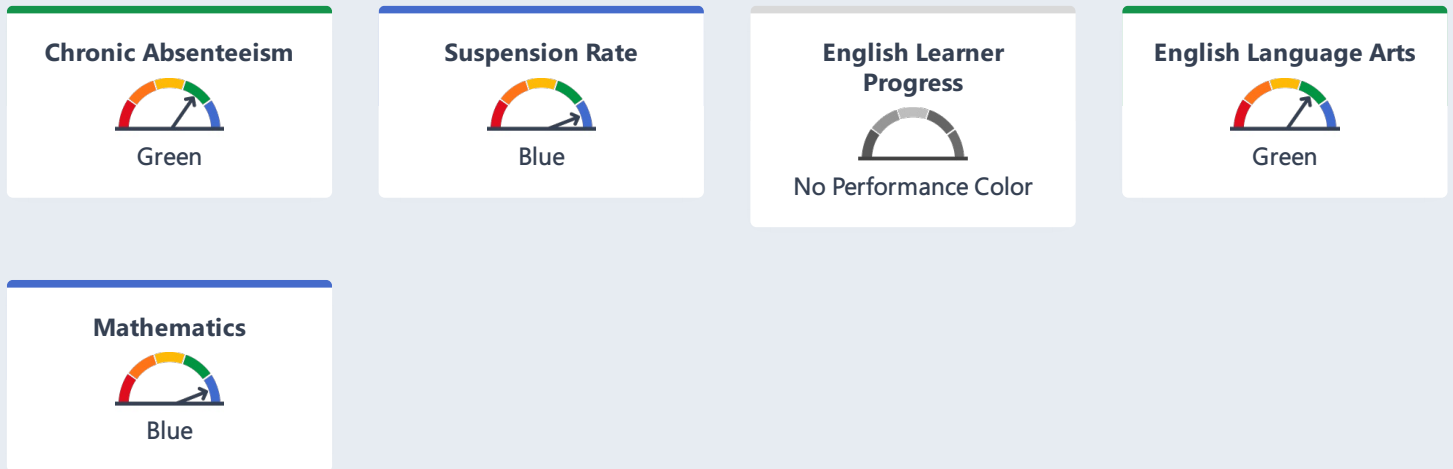 Chronic Absenteeism
Green
Suspension Rate
Blue
English Learner
Progress
No Performance Color
English Language Arts
Green
Mathematics
Blue